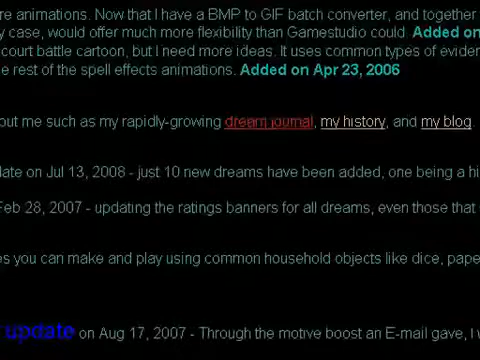 re animations. Now that I have a BMP to GIF batch converter, and together
y case, would offer much more flexibility than Gamestudio could. Added on
court battle cartoon, but I need more ideas. It uses common types of evider
e rest of the spell effects animations. Added on Apr 23, 2006
out me such as my rapidly-growing dream journal, my history, and my blog.
late on Jul 13, 2008 - just 10 new dreams have been added, one being a hi
Feb 28, 2007 - updating the ratings banners for all dreams, even those that
es you can make and play using common household objects like dice, pape
update on Aug 17, 2007 - Through the motive boost an E-mail gave, I w